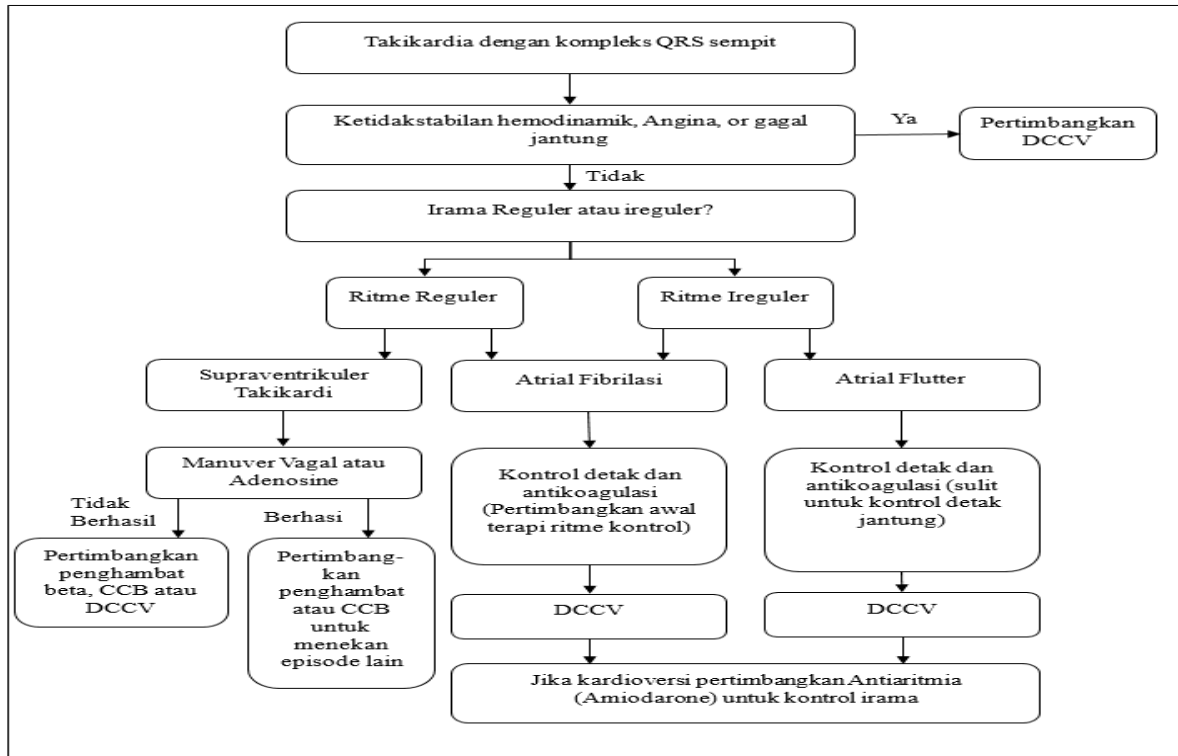 Takikardia dengan kompleks QRS sempit
Ketidakstabilan hemodinamik, Angina, or gagal
jantung
Ya
Pertimbangkan
DCCV
Tidak
Irama Reguler atau ireguler?
Ritme Reguler
Ritme Ireguler
Supraventrikuler
Takikardi
Atrial Fibrilasi
Atrial Flutter
Manuver Vagal atau
Adenosine
Kontrol detak dan
antikoagulasi
(Pertimbangkan awal
terapi ritme kontrol)
Kontrol detak dan
antikoagulasi (sulit
untuk kontrol detak
jantung)
Tidak
Berhasil
Berhasi
Pertimbangkan
penghambat
beta, CCB atau
DCCV
Pertimbang-
kan
penghambat
atau CCB
untuk
menekan
episode lain
DCCV
DCCV
Jika kardioversi pertimbangkan Antiaritmia
(Amiodarone) untuk kontrol irama